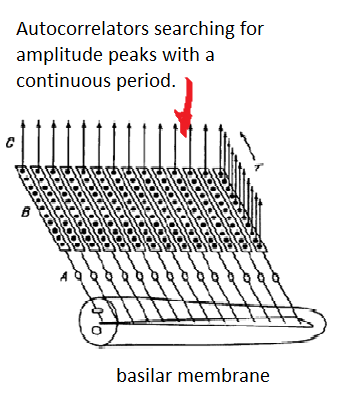 Autocorrelators searching for
amplitude peaks with a
continuous period.
C
T
B
A
basilar membrane